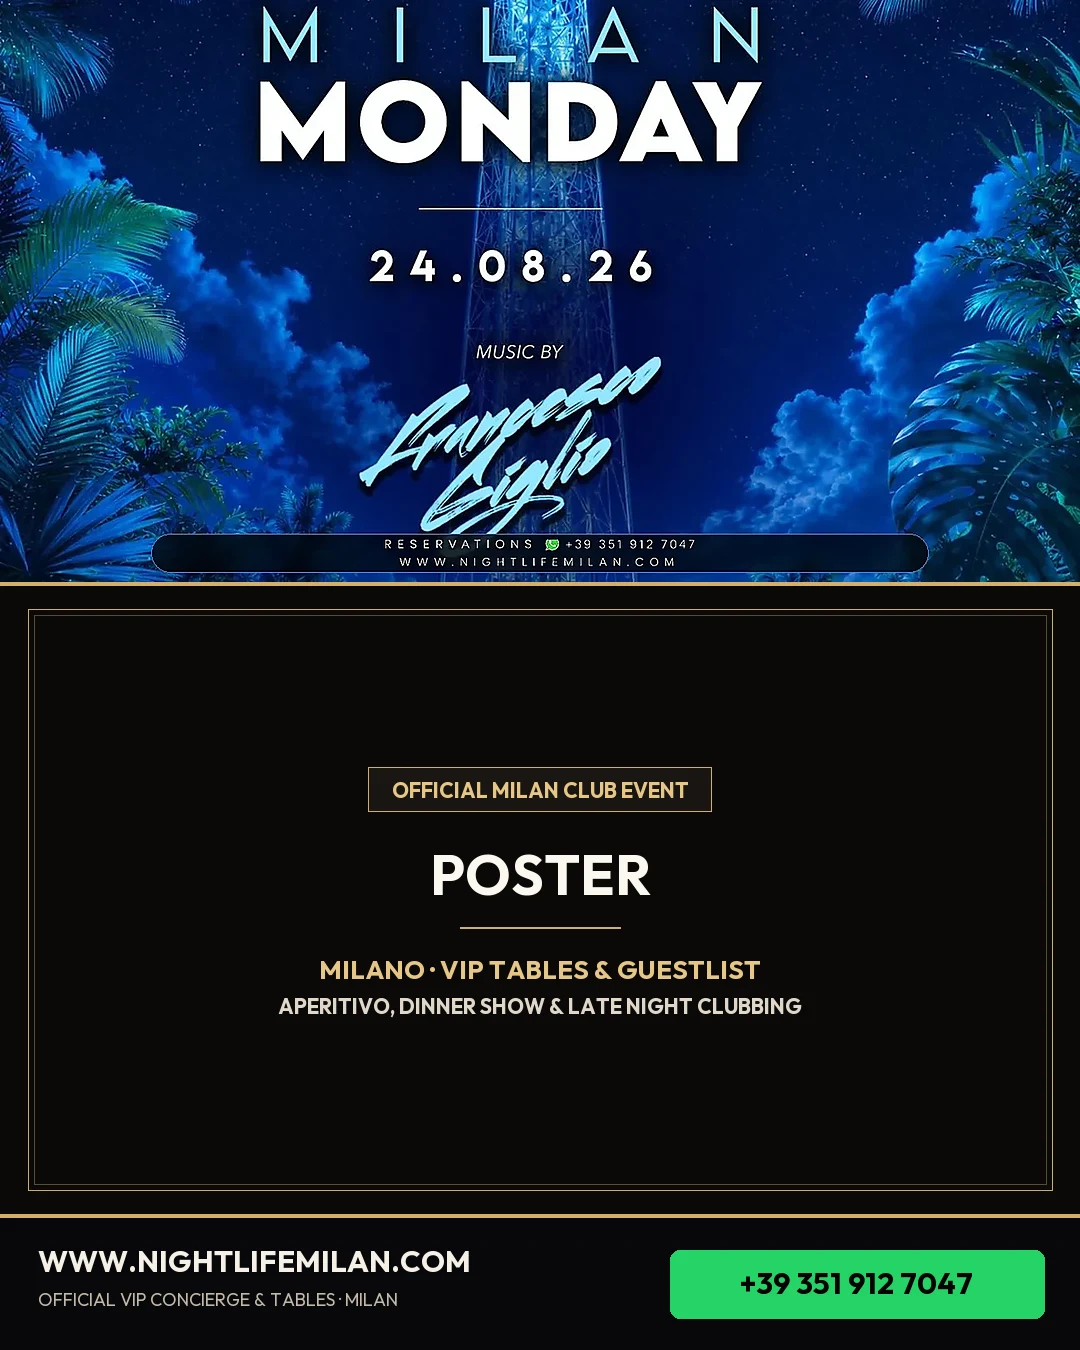 MILAN
MONDAY
24.08.26
MUSIC BY
Francesco
Giglio
RESERVATIONS +39 351 912 7047
WWW.NIGHTLIFEMILAN.COM
OFFICIAL MILAN CLUB EVENT
POSTER
MILANO · VIP TABLES & GUESTLIST
APERITIVO, DINNER SHOW & LATE NIGHT CLUBBING
WWW.NIGHTLIFEMILAN.COM
OFFICIAL VIP CONCIERGE & TABLES · MILAN
+39 351 912 7047